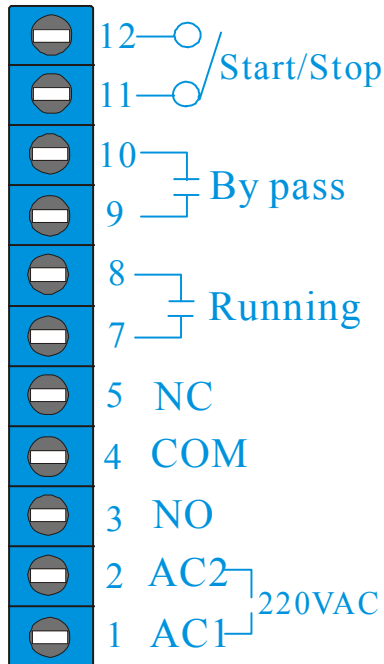 12
Start/Stop
11
10
By pass
9
8
Running
7
5 NC
4 COM
3 NO
2 AC2
220VAC
1 AC1